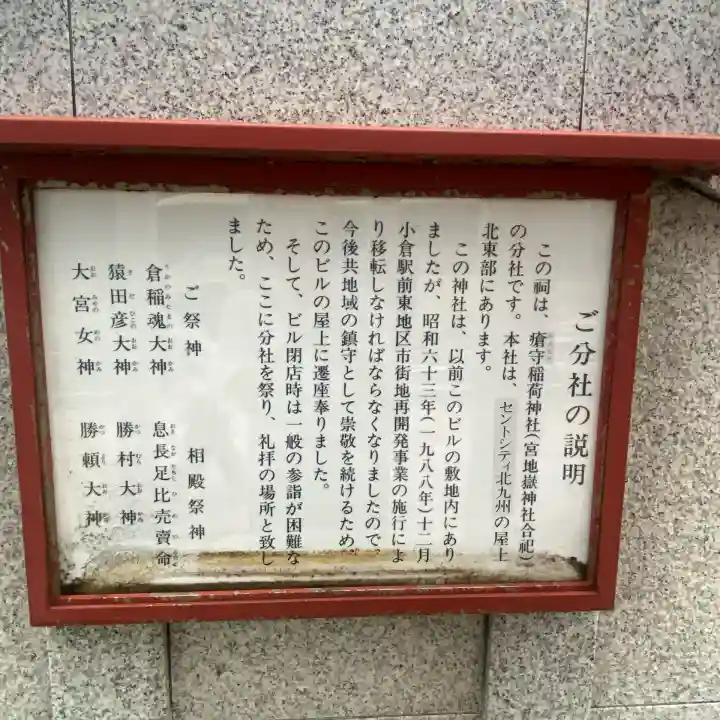 ご分社の説明
この祠は、瘡守稲荷神社(宮地嶽神社合祀)
の分社です。本社は、セントシティ北九州の屋上
北東部にあります。
この神社は、以前このビルの敷地内にあり
ましたが、昭和六十三年(一九八八年)十二月
小倉駅前東地区市街地再開発事業の施行によ
り移転しなければならなくなりましたので、
今後共地域の鎮守として崇敬を続けるため、
このビルの屋上に遷座奉りました。
そして、ビル閉店時は一般の参詣が困難な
ため、ここに分社を祭り、礼拝の場所と致し
ました。
ご祭神
倉稲魂大神
猿田彦大神
大宮女神
相殿祭神
息長足比売賣命
勝村大神
勝頼大神